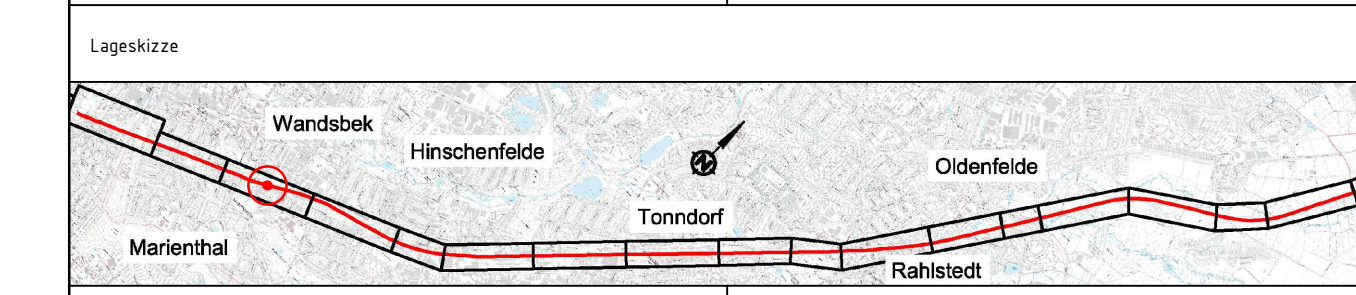 Lageskizze
Wandsbek
Hinschenfelde
Oldenfelde
Tonndorf
Marienthal
Rahlstedt